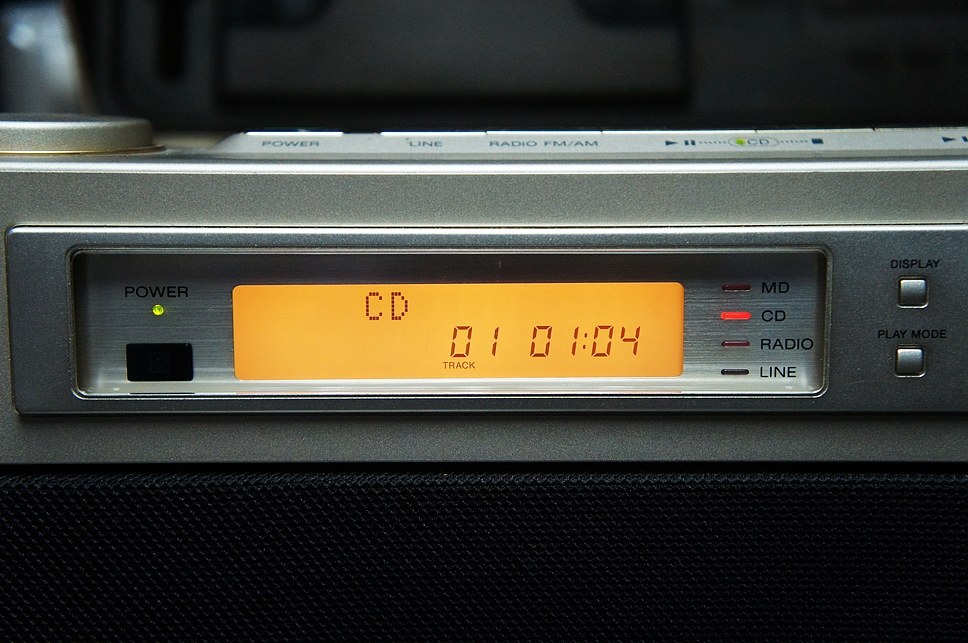 POWER LINE RADIO FM/AM CD
DISPLAY
POWER
CD
MD
CD
01 01:04
TRACK
PLAY MODE
RADIO
LINE